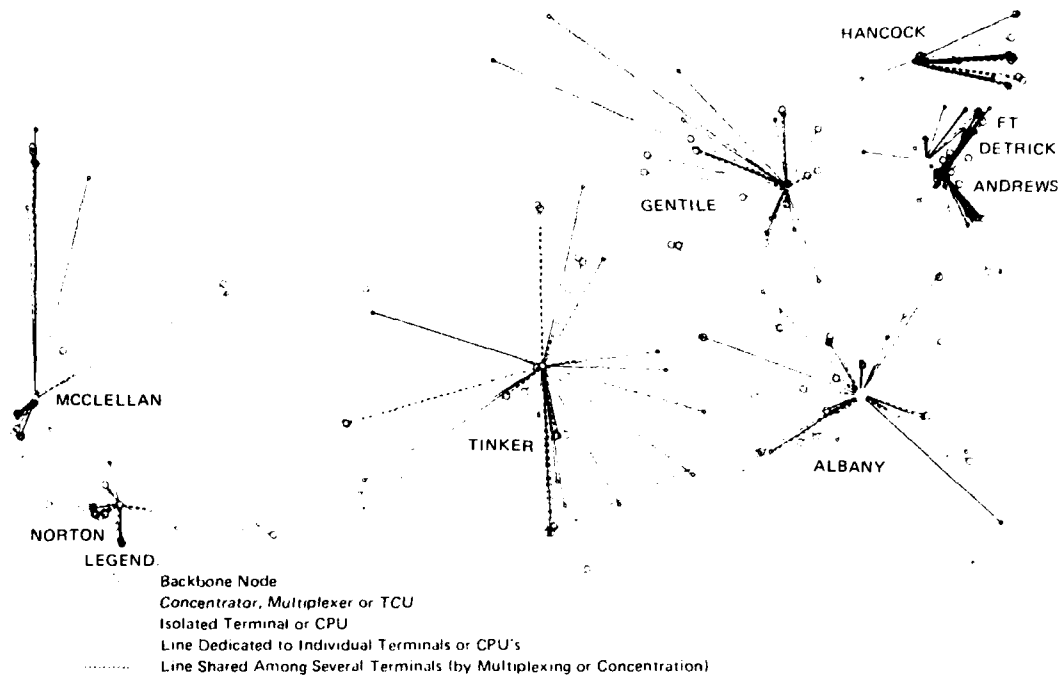 HANCOCK
FT
DETRICK
ANDREWS
GENTILE
MCCLELLAN
TINKER
ALBANY
NORTON
LEGEND
Backbone Node
Concentrator, Multiplexer or TCU
Isolated Terminal or CPU
Line Dedicated to Individual Terminals or CPU's
Line Shared Among Several Terminals (by Multiplexing or Concentration)